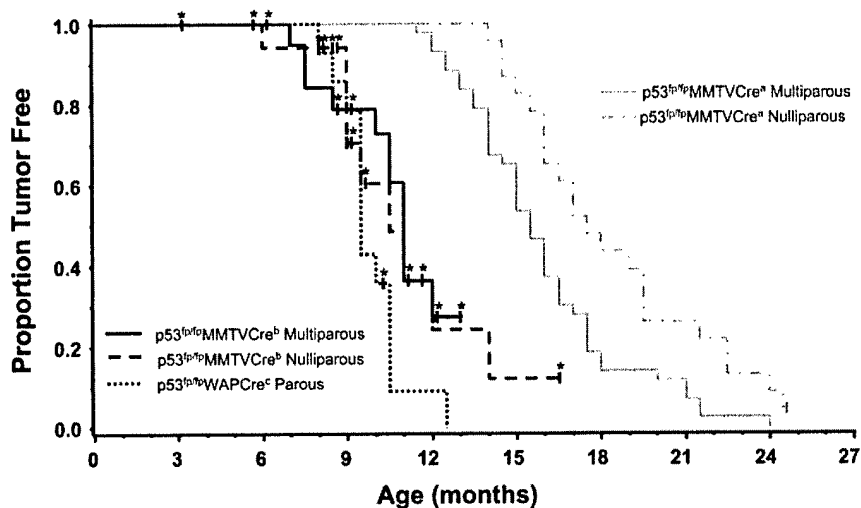 Proportion Tumor Free
1.0
0.8
0.6
0.4
0.2
0.0
p53fp/fpMMTVCreª Multiparous
p53fp/fpMMTVCreª Nulliparous
p53fp/fpMMTVCreᵇ Multiparous
p53fp/fpMMTVCreᵇ Nulliparous
p53fp/fpWAPCreᶜ Parous
0 3 6 9 12 15 18 21 24 27
Age (months)